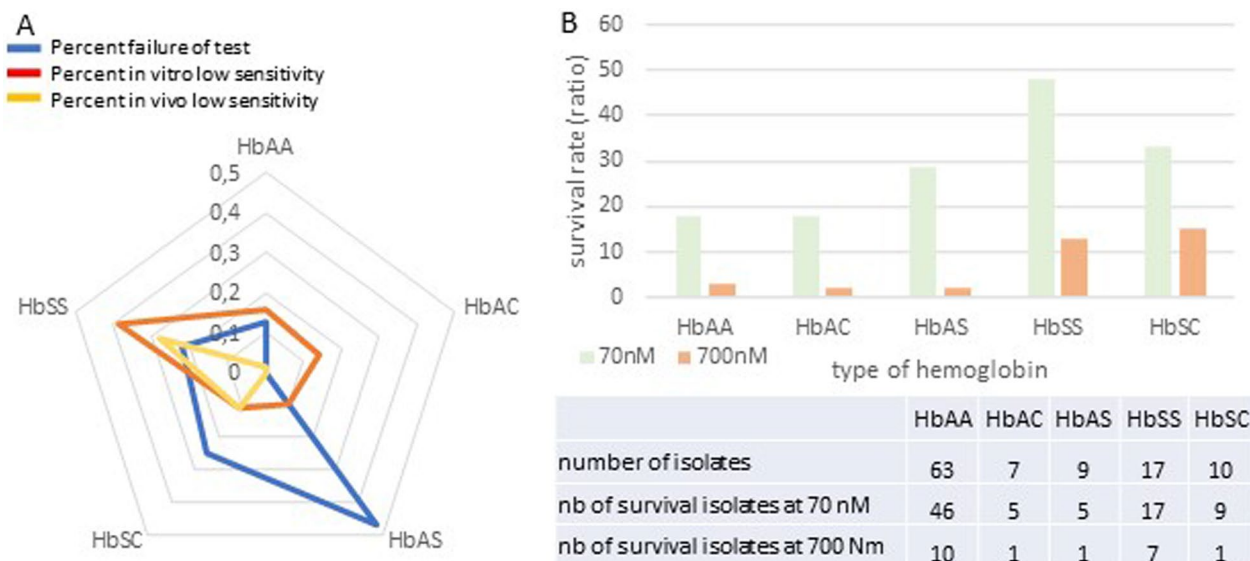 A
Percent failure of test
Percent in vitro low sensitivity
Percent in vivo low sensitivity
HbAA
0,5
0,4
0,3
0,2
0,1
0
HbAC
HbSS
HbSC
HbAS
B
survival rate (ratio)
60
50
40
30
20
10
0
HbAA HbAC HbAS HbSS HbSC
70nM 700nM
type of hemoglobin
HbAA HbAC HbAS HbSS HbSC
number of isolates 63 7 9 17 10
nb of survival isolates at 70 nM 46 5 5 17 9
nb of survival isolates at 700 Nm 10 1 1 7 1